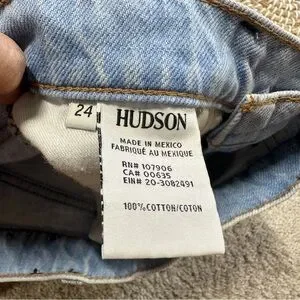 24
HUDSON
MADE IN MEXICO
FABRIQUÉ AU MEXIQUE
RN# 107906
CA# 00635
EIN# 20-3082491
100% COTTON/COTON